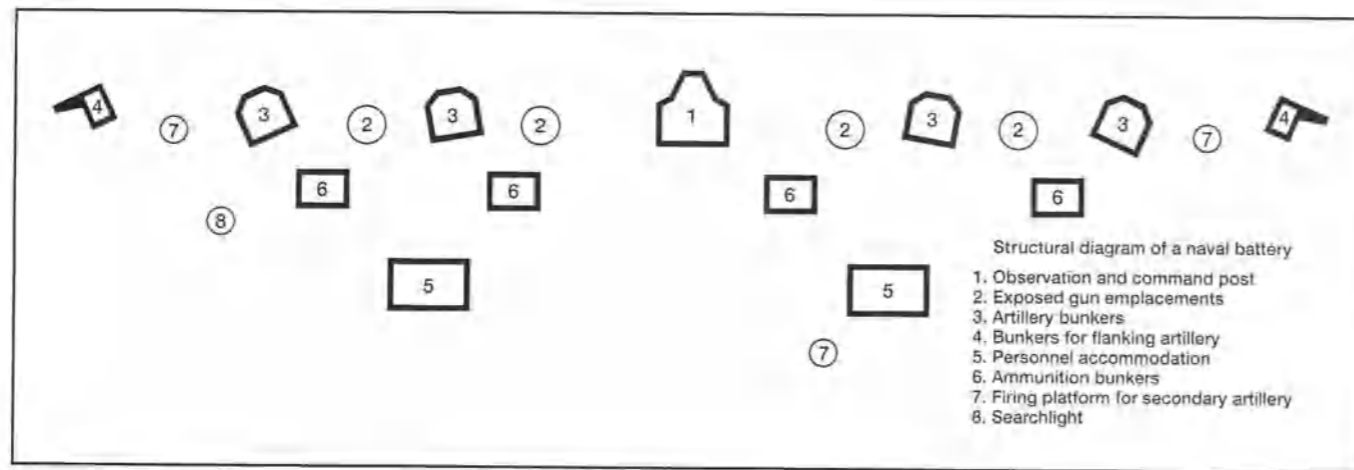 4 7 3 2 3 2 1 2 3 2 3 7 4
6 6 6 6
8
5 5
7
Structural diagram of a naval battery
1. Observation and command post
2. Exposed gun emplacements
3. Artillery bunkers
4. Bunkers for flanking artillery
5. Personnel accommodation
6. Ammunition bunkers
7. Firing platform for secondary artillery
8. Searchlight